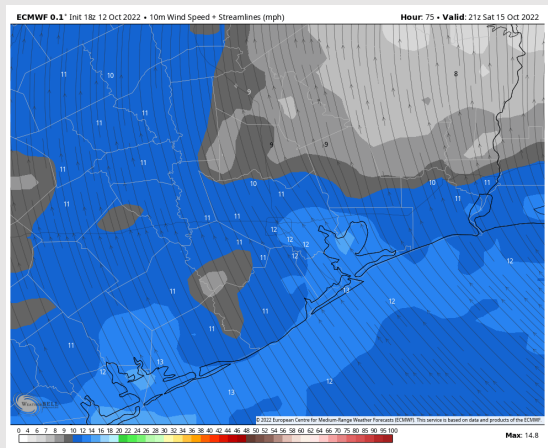 ECMWF 0.1° Init 18z 12 Oct 2022 • 10m Wind Speed + Streamlines (mph)
Hour: 75 • Valid: 21z Sat 15 Oct 2022
11 10 8
9
11
11
11 9 9
11 10 10 11
11 11
11 11 12
11 12 12
11 12 12
11 13 12
11
11
11 13
12
13 12
WeatherBELL
© 2022 European Centre for Medium-Range Weather Forecasts (ECMWF). This service is based on data and products of the ECMWF.
0 4 6 7 8 9 10 12 14 16 18 20 22 24 26 28 30 32 34 36 38 40 42 44 46 48 50 52 54 56 58 60 65 70 75 80 85 90 95 100
Max: 14.8